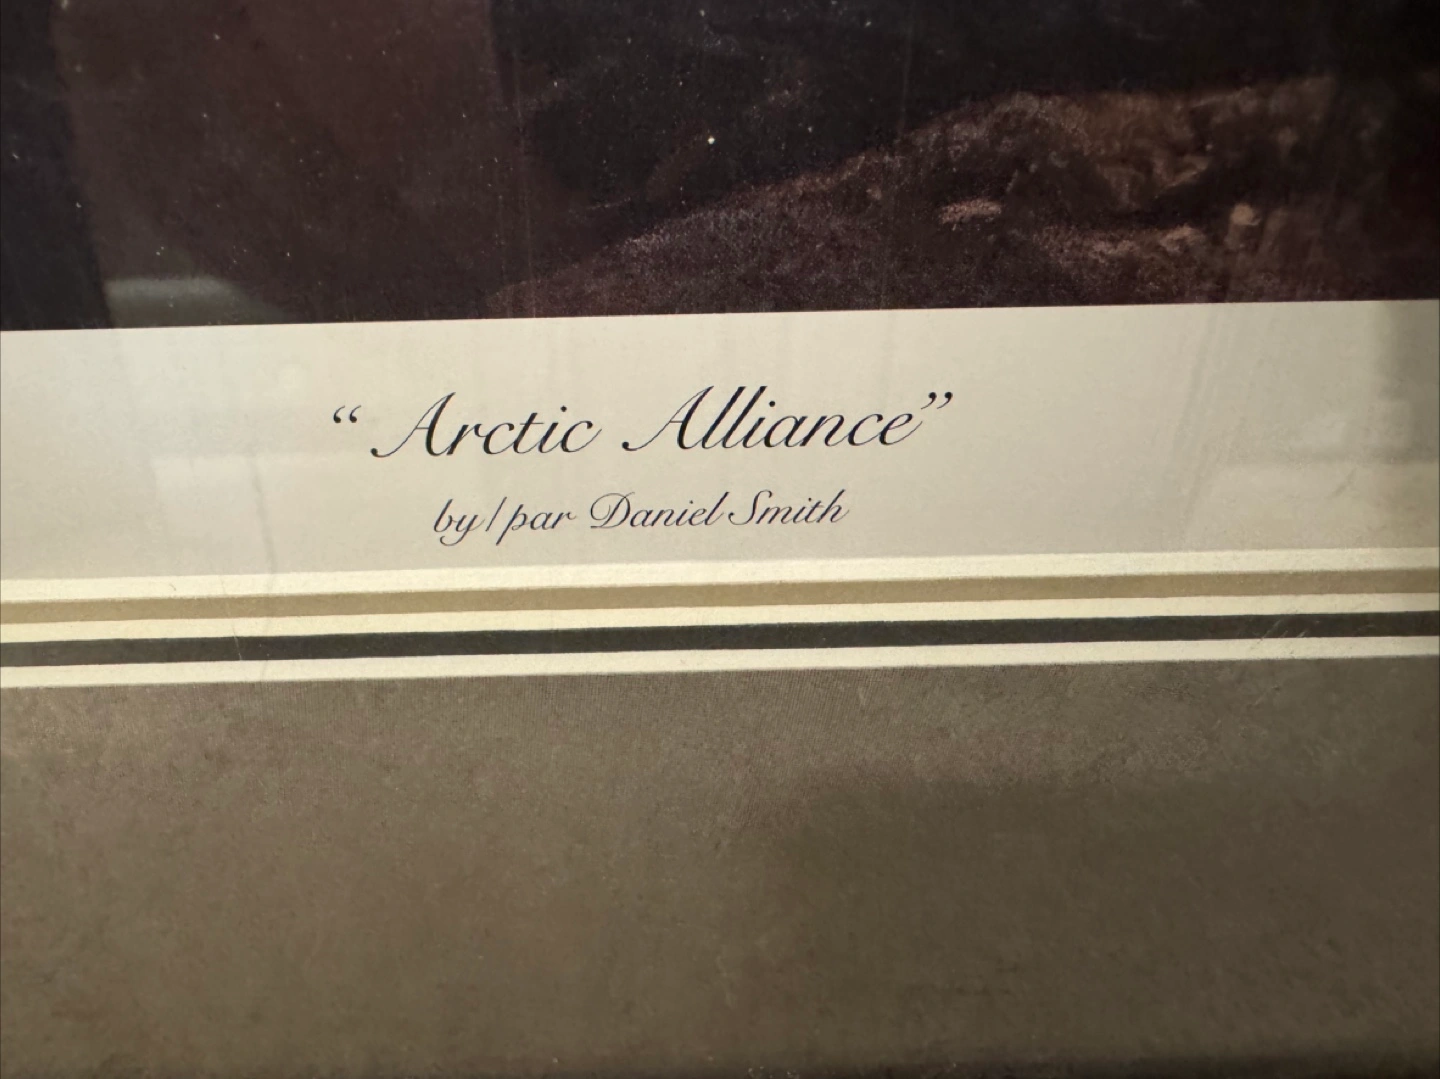 “Arctic Alliance”
by/par Daniel Smith